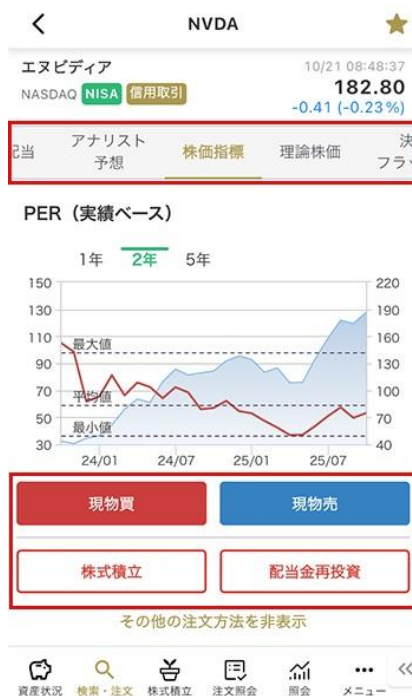 NVDA
エヌビディア
10/21 08:48:37
NASDAQ NISA 信用取引
182.80
-0.41 (-0.23%)
配当
アナリスト
予想
株価指標
理論株価
決
フラッ
PER（実績ベース）
1年 2年 5年
150 220
130 190
110 160
最大値
90 130
70 100
平均値
50 70
最小値
30 40
24/01 24/07 25/01 25/07
現物買 現物売
株式積立 配当金再投資
その他の注文方法を非表示
資産状況 検索・注文 株式積立 注文照会 照会 メニュー